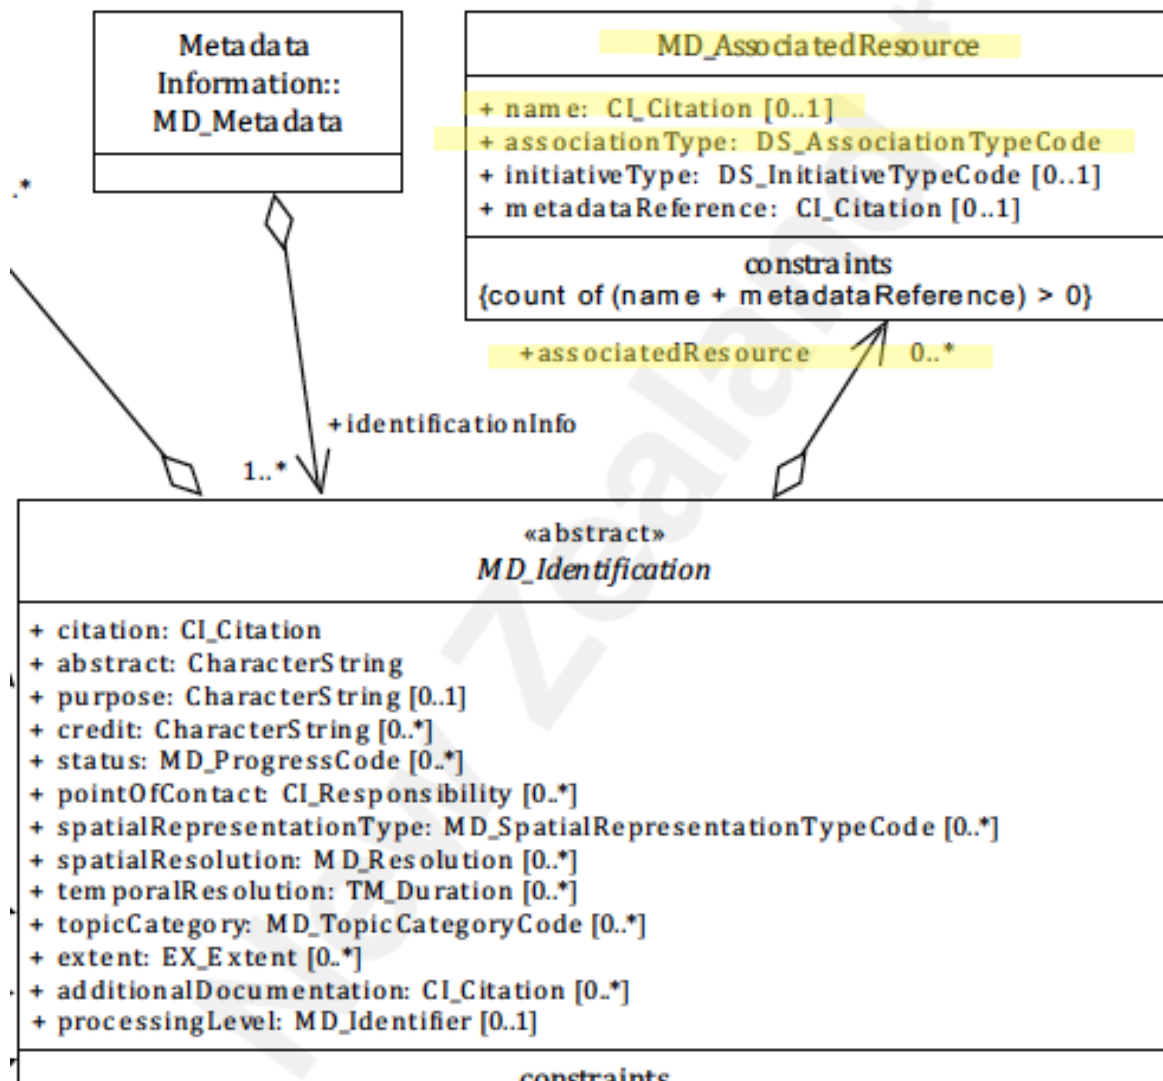 Metadata
Information::
MD_Metadata
MD_AssociatedResource
+ name: CI_Citation [0..1]
+ associationType: DS_AssociationTypeCode
+ initiativeType: DS_InitiativeTypeCode [0..1]
+ metadataReference: CI_Citation [0..1]
constraints
{count of (name + metadataReference) > 0}
..*
+associatedResource 0..*
+identificationInfo
1..*
«abstract»
MD_Identification
+ citation: CI_Citation
+ abstract: CharacterString
+ purpose: CharacterString [0..1]
+ credit: CharacterString [0..*]
+ status: MD_ProgressCode [0..*]
+ pointOfContact: CI_Responsibility [0..*]
+ spatialRepresentationType: MD_SpatialRepresentationTypeCode [0..*]
+ spatialResolution: MD_Resolution [0..*]
+ temporalResolution: TM_Duration [0..*]
+ topicCategory: MD_TopicCategoryCode [0..*]
+ extent: EX_Extent [0..*]
+ additionalDocumentation: CI_Citation [0..*]
+ processingLevel: MD_Identifier [0..1]
constraints
New Zealand